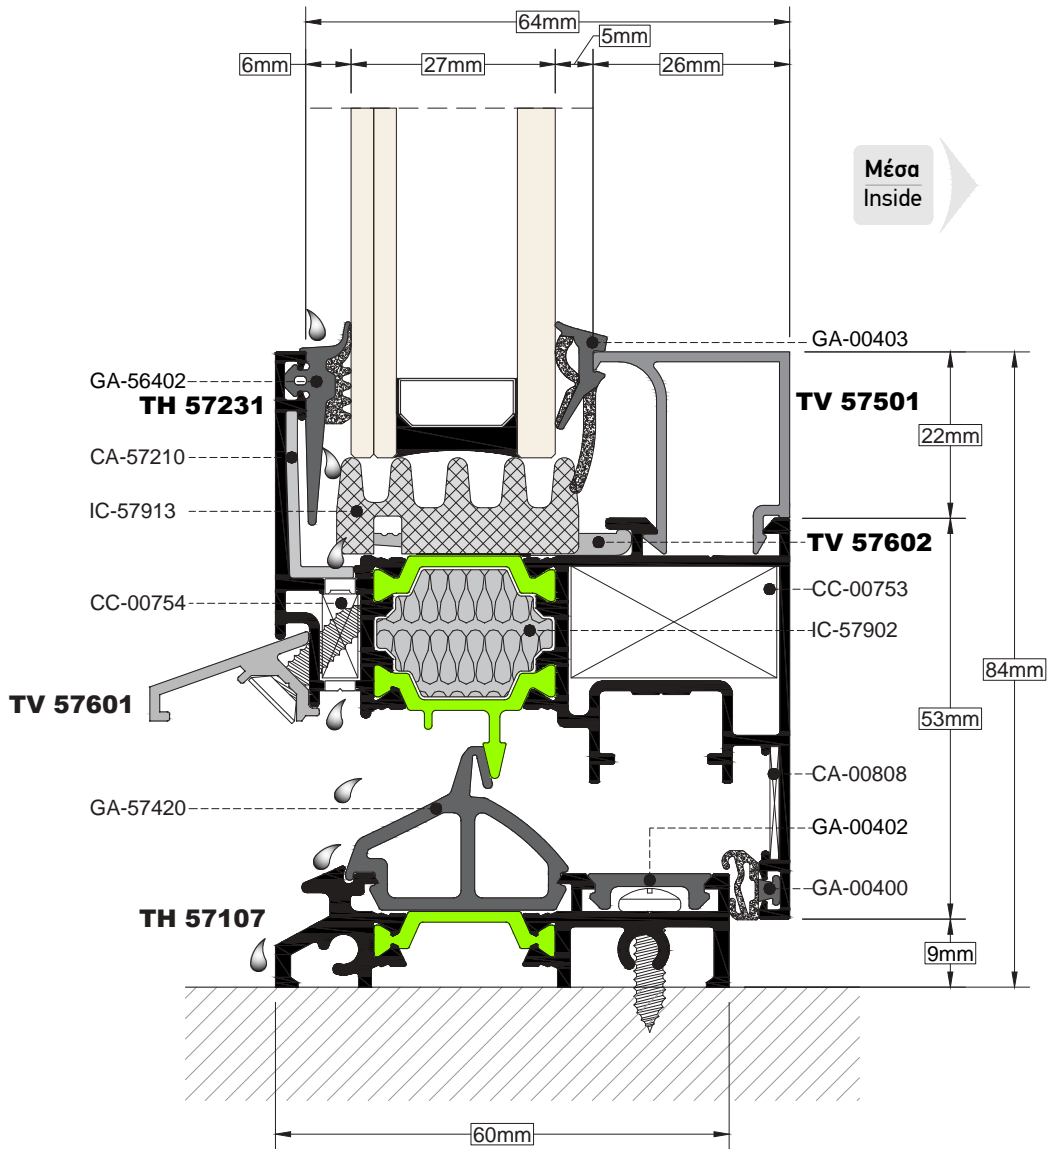 64mm
5mm
6mm
27mm
26mm
Μέσα
Inside
GA-00403
GA-56402
TH 57231
TV 57501
22mm
CA-57210
IC-57913
TV 57602
CC-00754
CC-00753
IC-57902
84mm
TV 57601
53mm
CA-00808
GA-57420
GA-00402
GA-00400
TH 57107
9mm
60mm